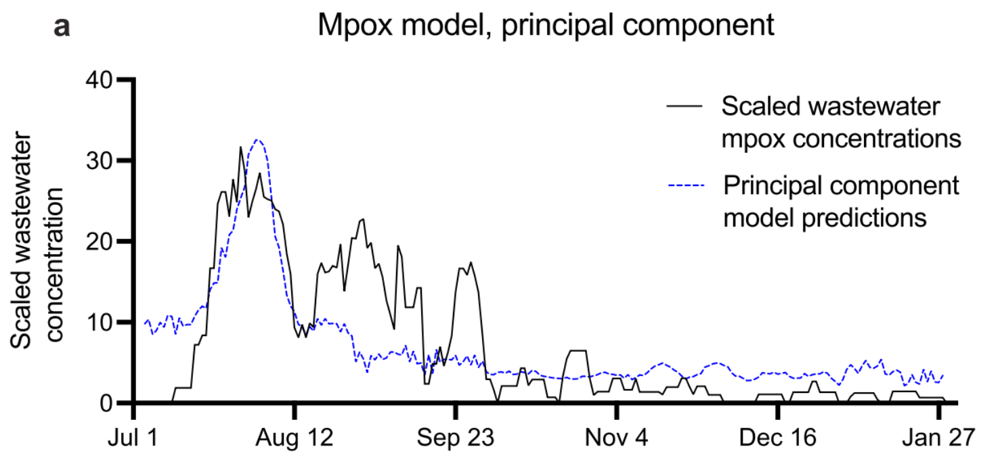 a
Mpox model, principal component
Scaled wastewater
concentration
40
30
20
10
0
Scaled wastewater
mpox concentrations
Principal component
model predictions
Jul 1
Aug 12
Sep 23
Nov 4
Dec 16
Jan 27